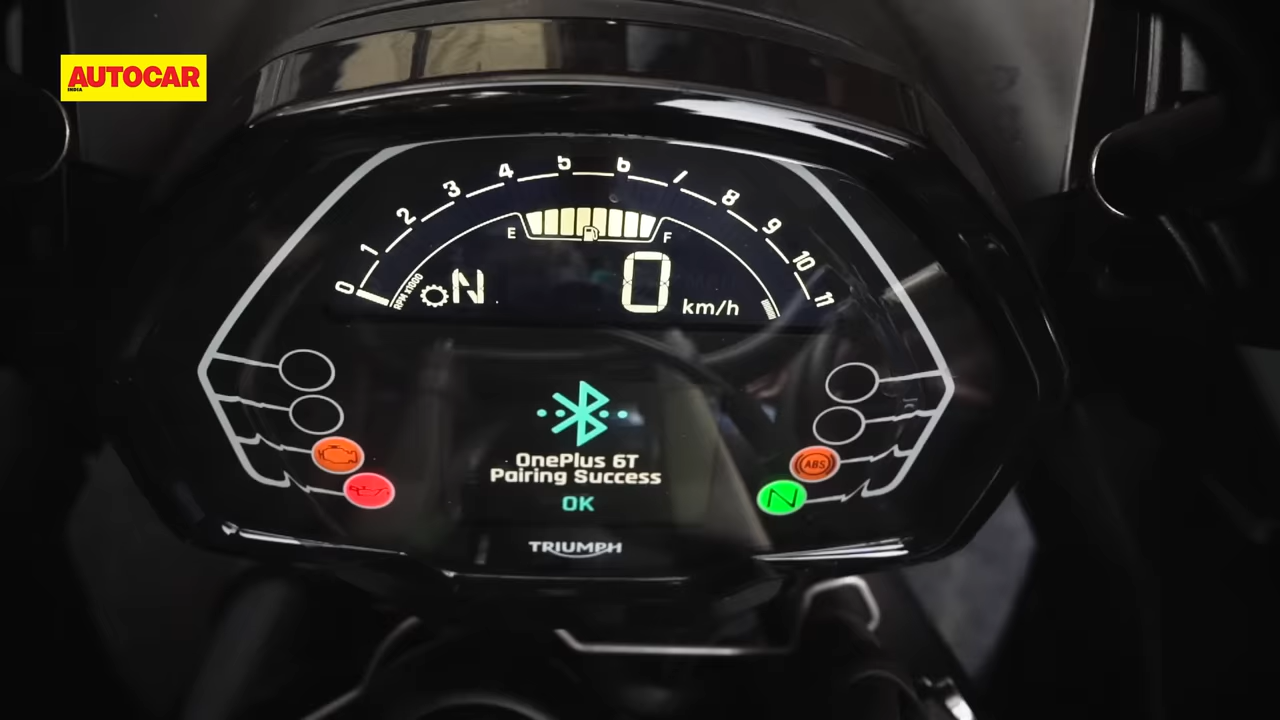 AUTOCAR
INDIA
0 1 2 3 4 5 6 7 8 9 10 11
RPM X1000
E F
N 0 km/h
OnePlus 6T
Pairing Success
OK
ABS
N
TRIUMPH